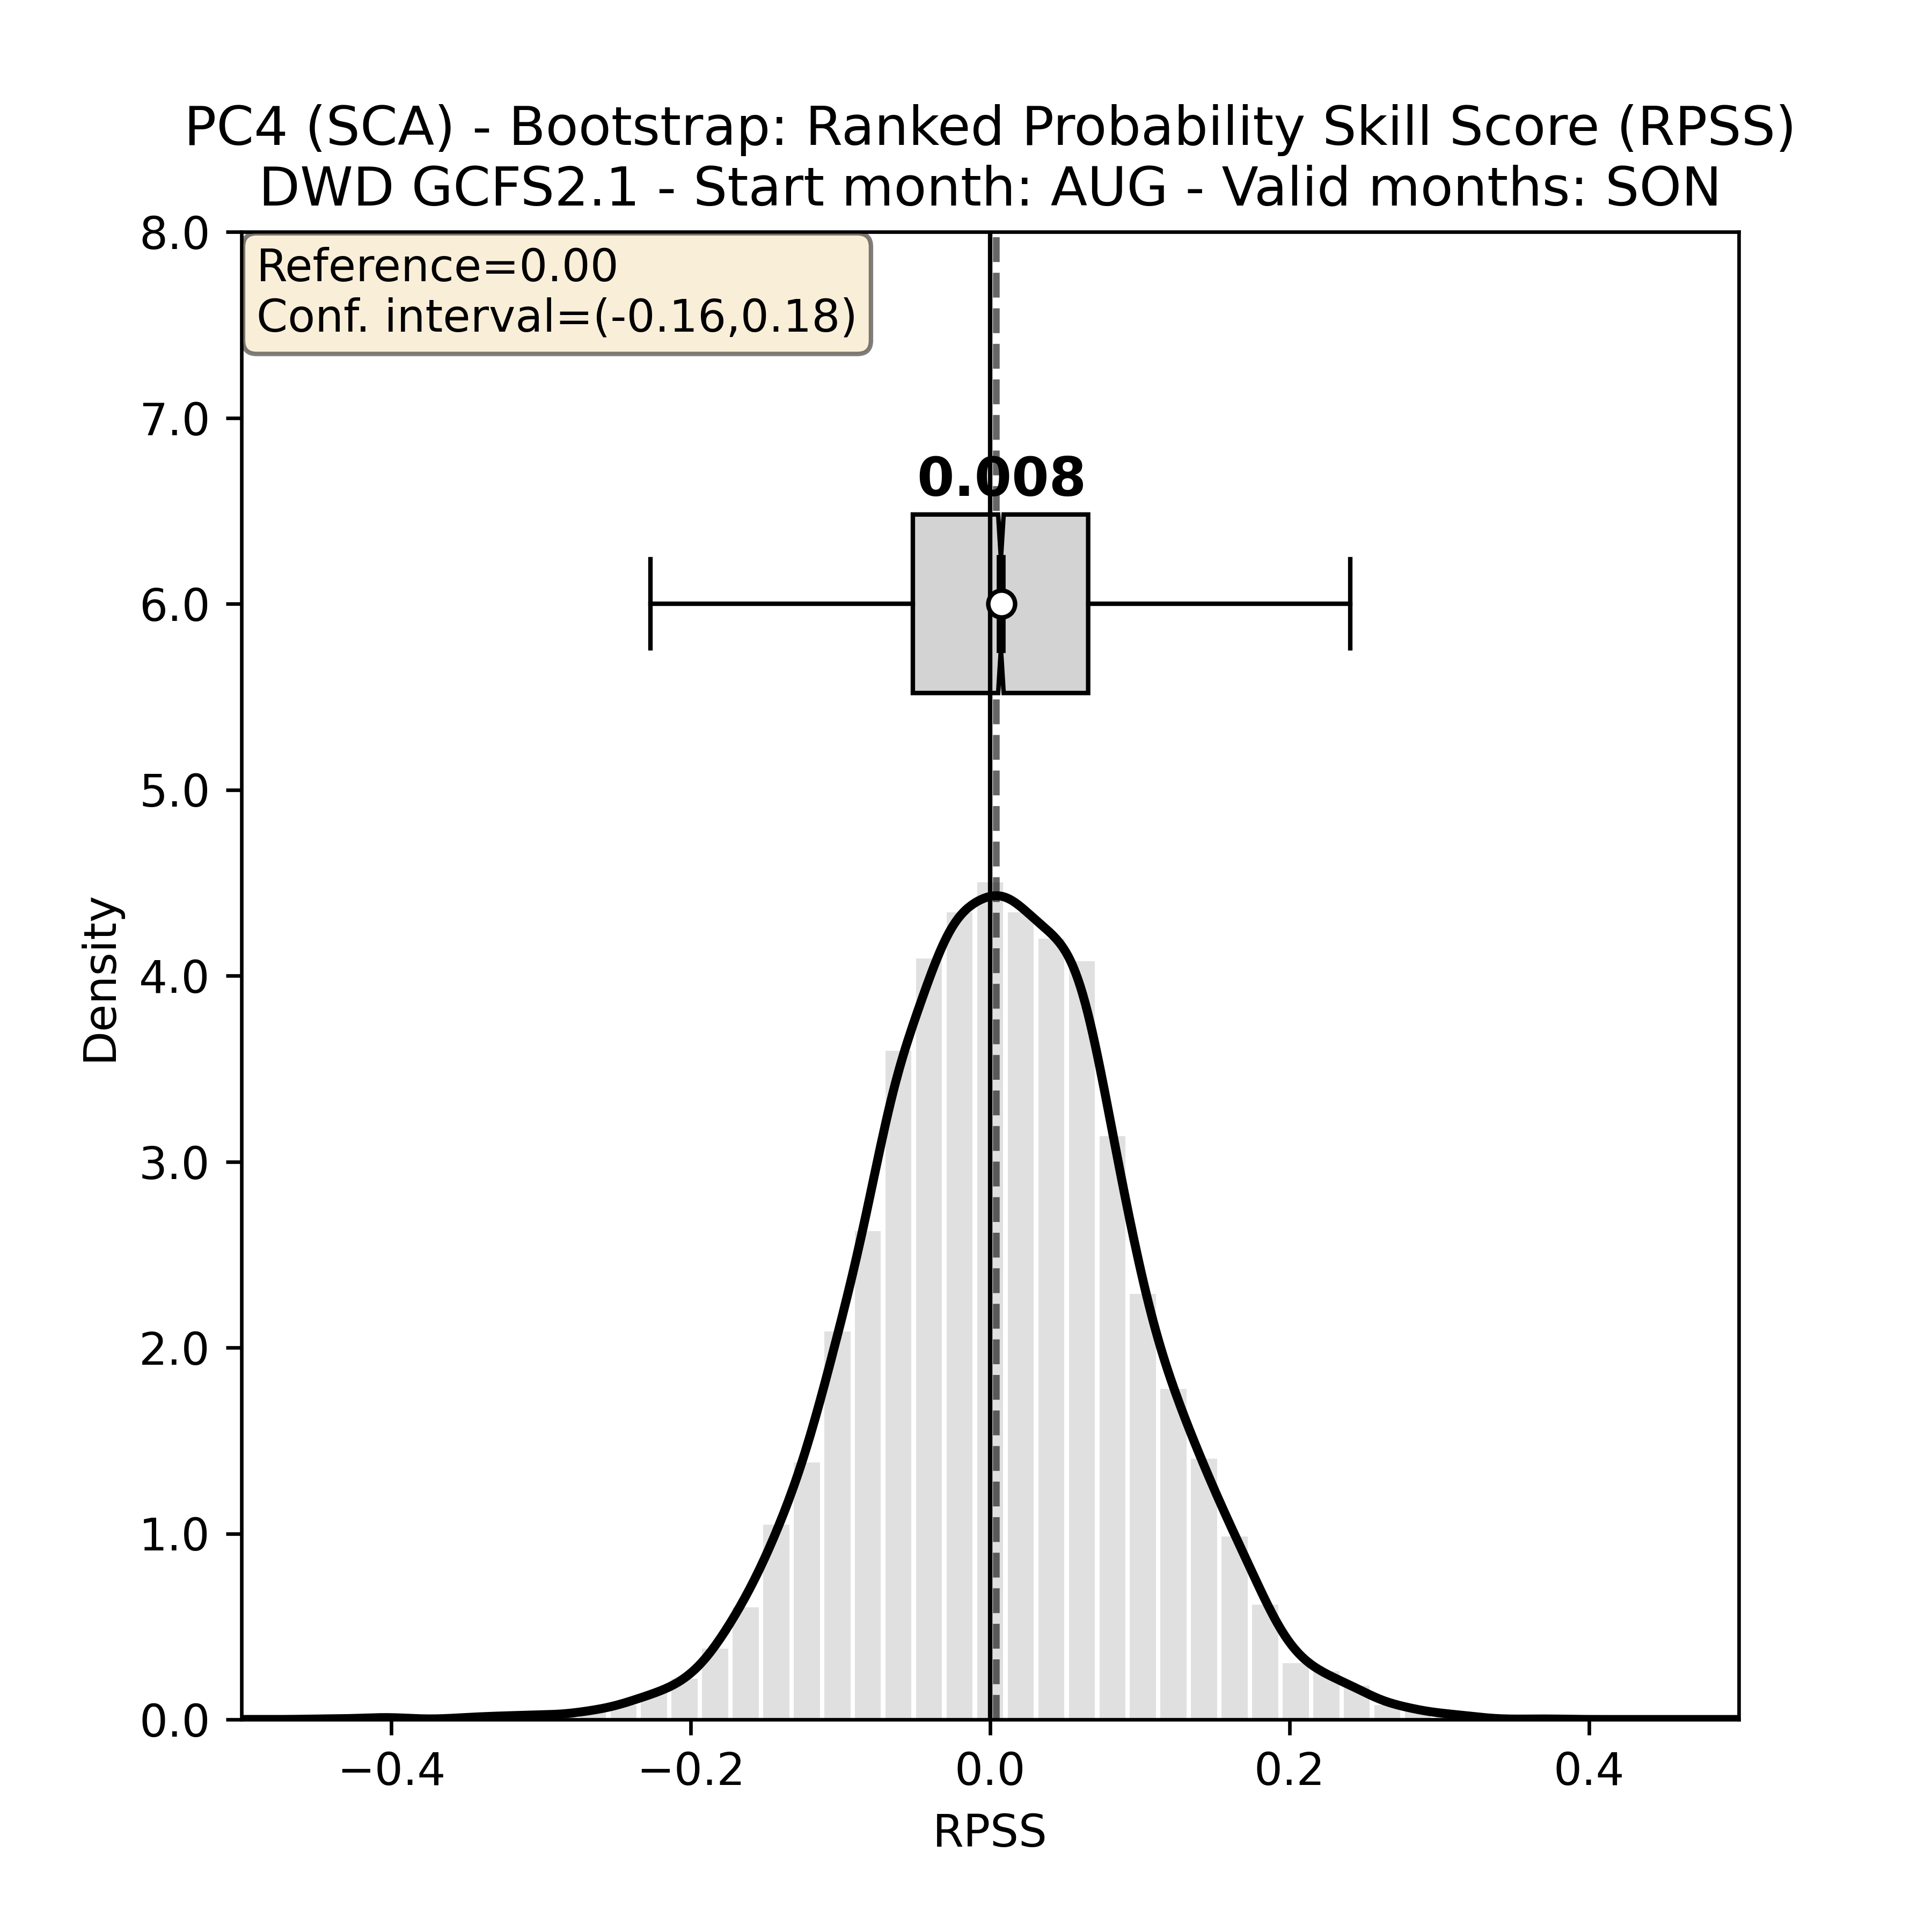 PC4 (SCA) - Bootstrap: Ranked Probability Skill Score (RPSS)
DWD GCFS2.1 - Start month: AUG - Valid months: SON
Reference=0.00
Conf. interval=(-0.16,0.18)
0.008
8.0
7.0
6.0
5.0
4.0
3.0
2.0
1.0
0.0
Density
−0.4
−0.2
0.0
0.2
0.4
RPSS